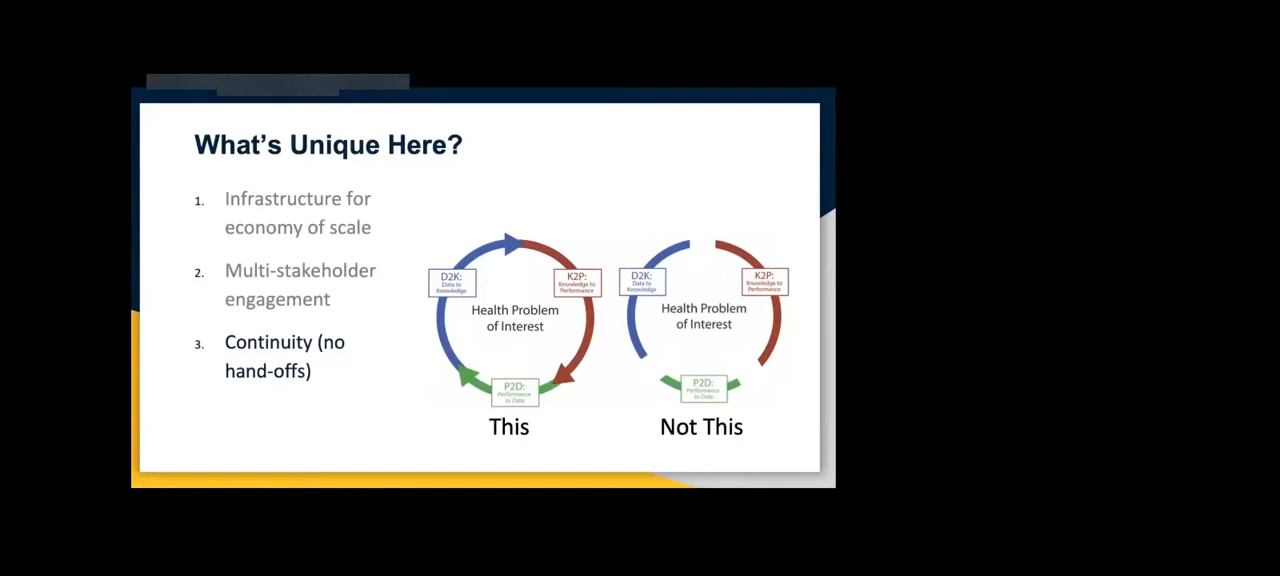 What's Unique Here?
1. Infrastructure for
economy of scale
2. Multi-stakeholder
engagement
3. Continuity (no
hand-offs)
D2K:
Data to
Knowledge
K2P:
Knowledge to
Performance
Health Problem
of Interest
P2D:
Performance
to Data
This
D2K:
Data to
Knowledge
K2P:
Knowledge to
Performance
Health Problem
of Interest
P2D:
Performance
to Data
Not This